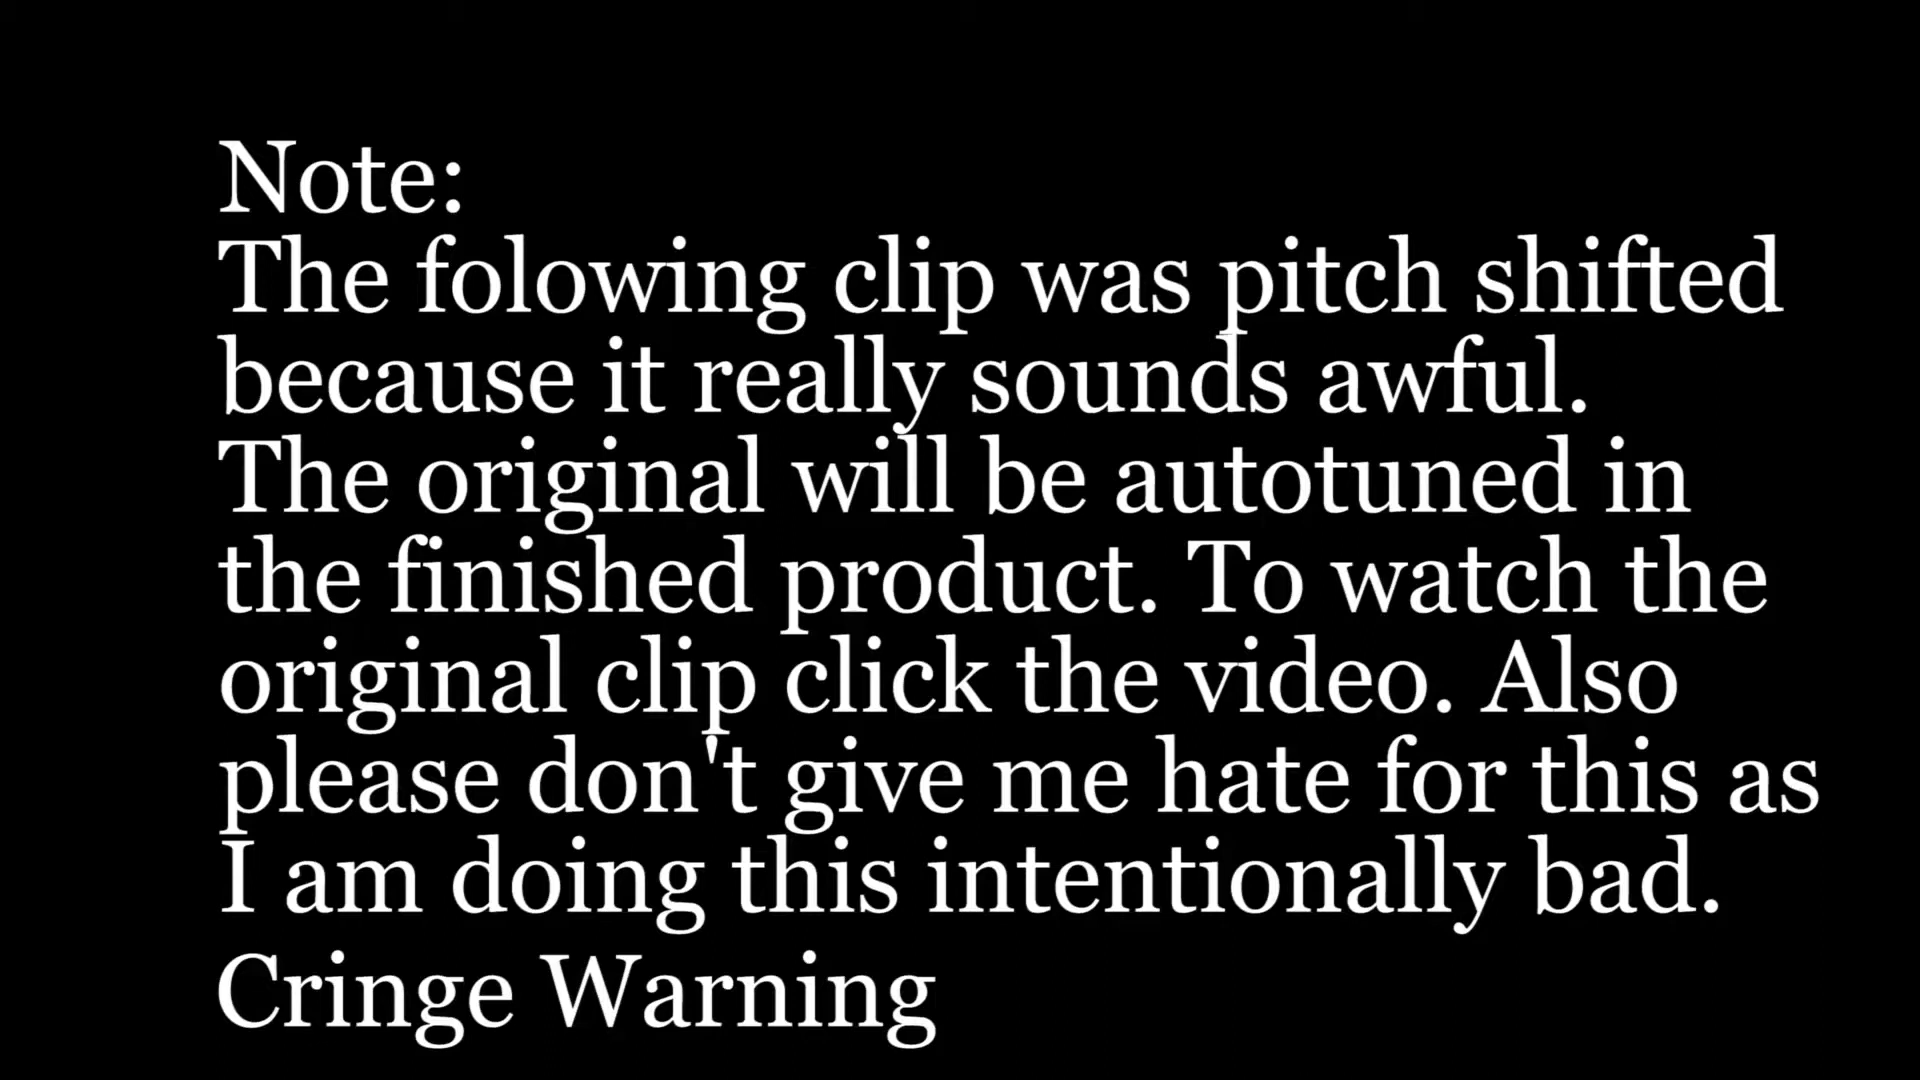 Note:
The folowing clip was pitch shifted
because it really sounds awful.
The original will be autotuned in
the finished product. To watch the
original clip click the video. Also
please don't give me hate for this as
I am doing this intentionally bad.
Cringe Warning